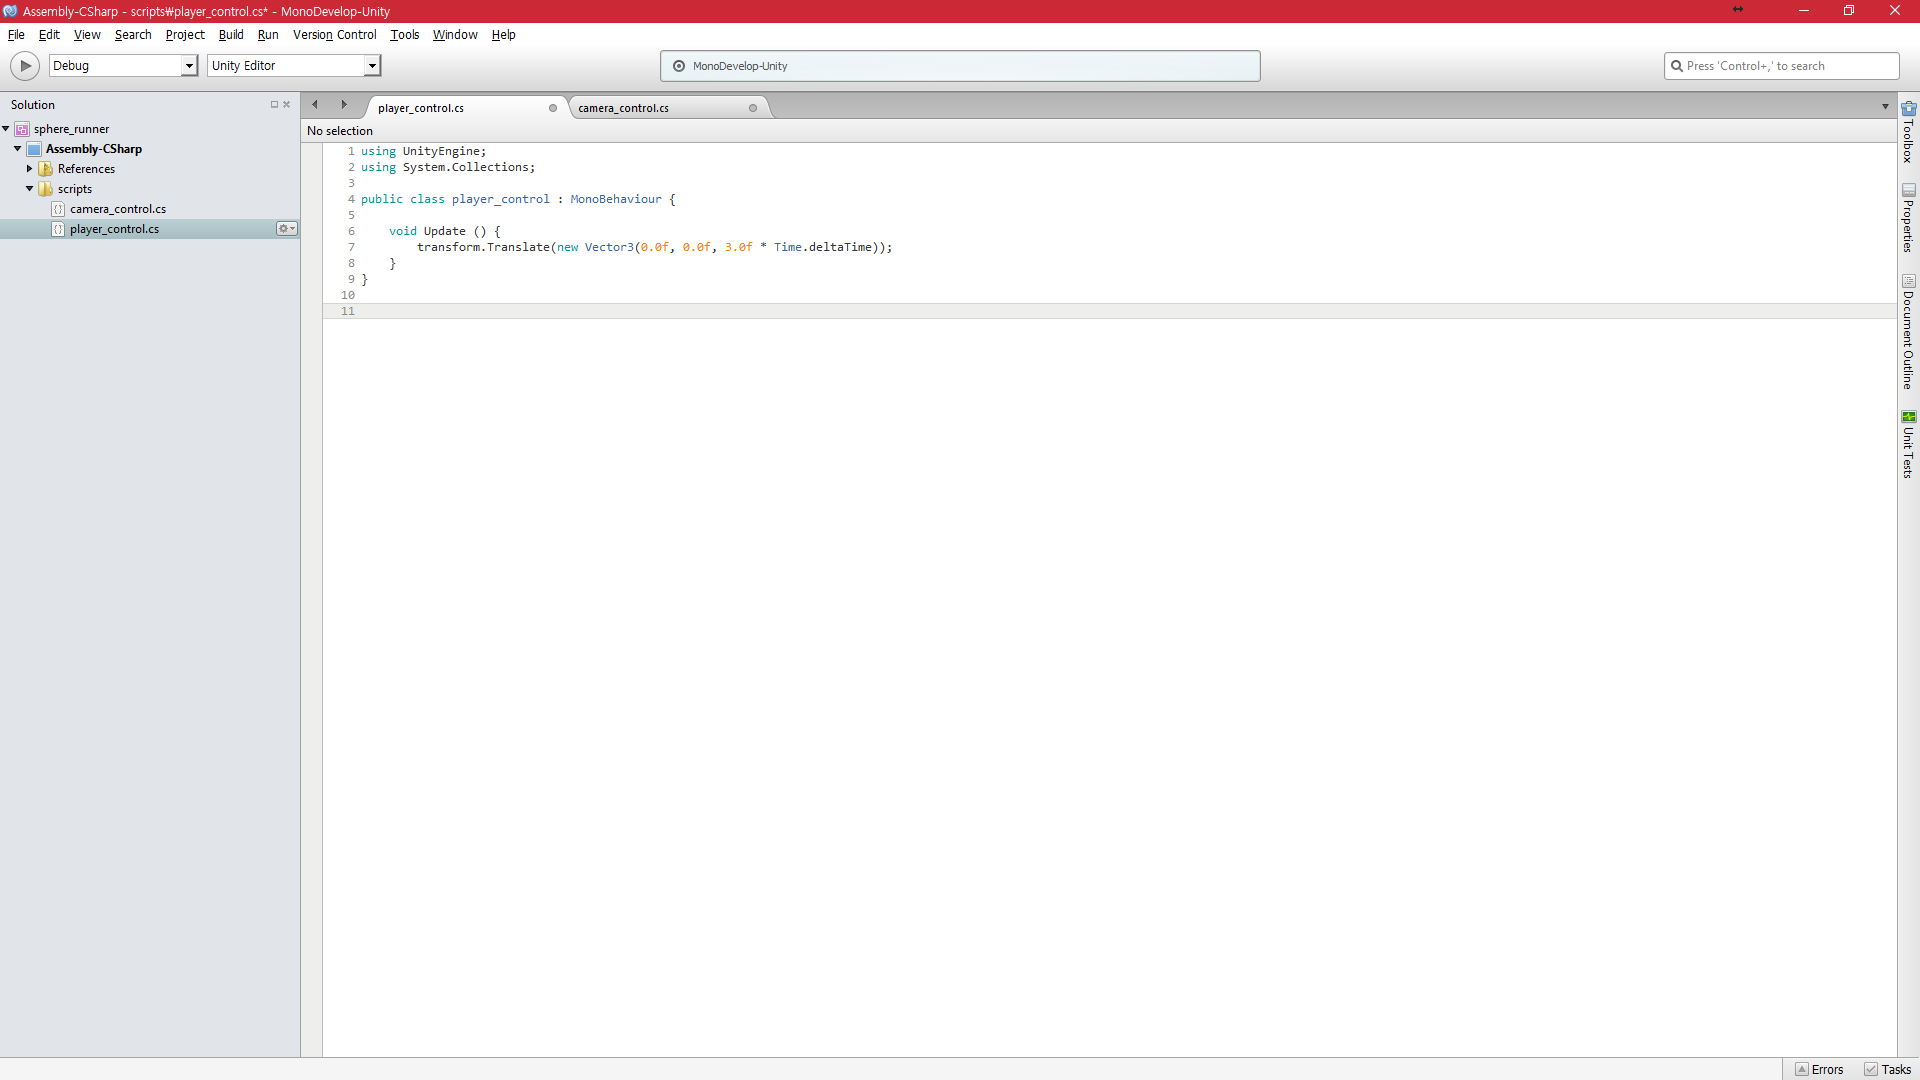 Assembly-CSharp - scripts₩player_control.cs* - MonoDevelop-Unity
File Edit View Search Project Build Run Version Control Tools Window Help
Debug Unity Editor MonoDevelop-Unity Press 'Control+,' to search
Solution
sphere_runner
Assembly-CSharp
References
scripts
camera_control.cs
player_control.cs
player_control.cs camera_control.cs
No selection
1 using UnityEngine;
2 using System.Collections;
3
4 public class player_control : MonoBehaviour {
5
6 void Update () {
7 transform.Translate(new Vector3(0.0f, 0.0f, 3.0f * Time.deltaTime));
8 }
9 }
10
11
Toolbox
Properties
Document Outline
Unit Tests
Errors Tasks